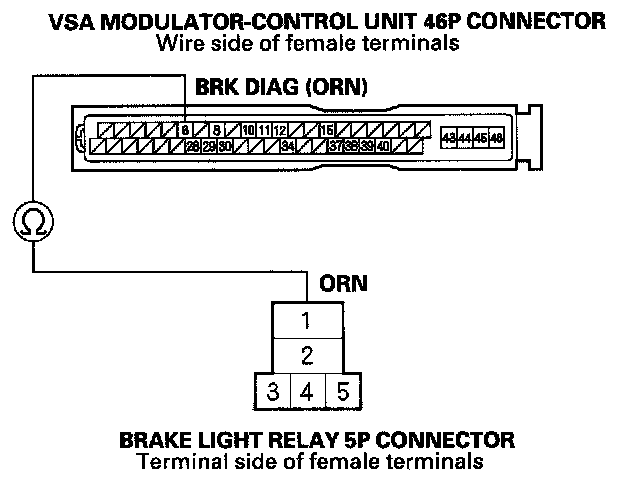 VSA MODULATOR-CONTROL UNIT 46P CONNECTOR
Wire side of female terminals
BRK DIAG (ORN)
6 8 10 11 12 15
28 29 30 34 37 38 39 40
43 44 45 46
Ω
ORN
1
2
3 4 5
BRAKE LIGHT RELAY 5P CONNECTOR
Terminal side of female terminals